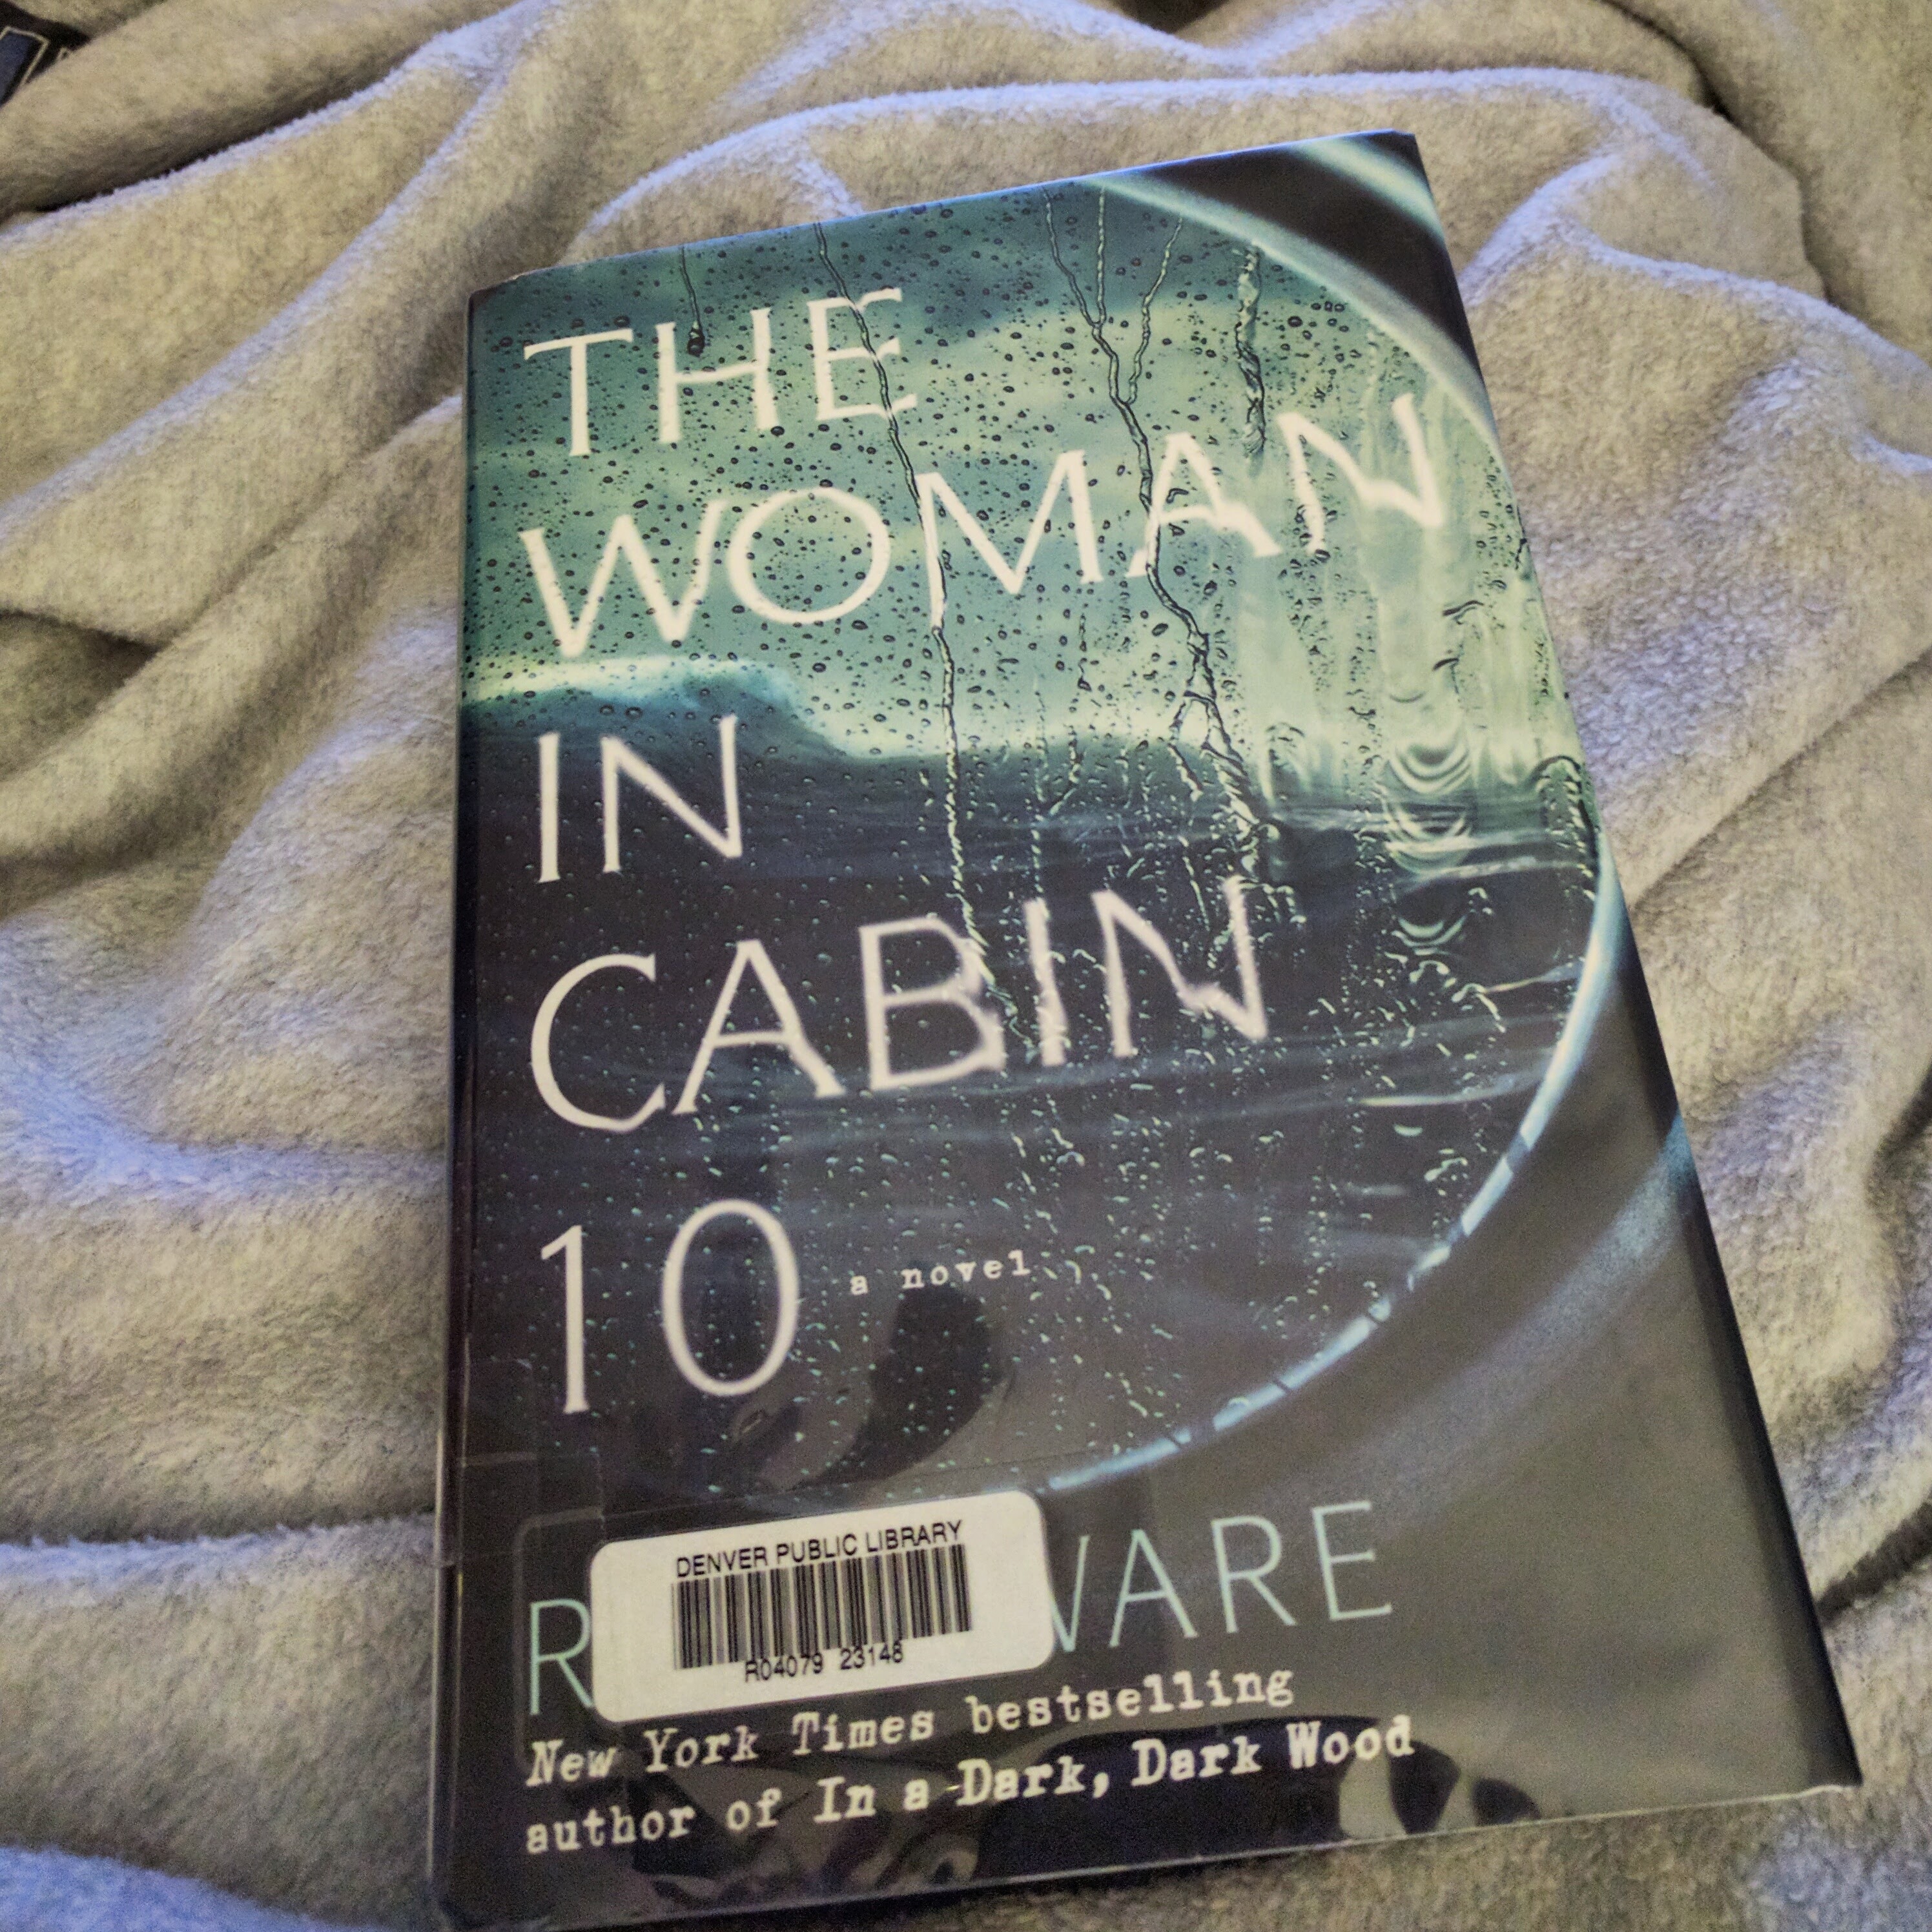 THE
WOMAN
IN
CABIN
10 a novel
DENVER PUBLIC LIBRARY
R04079 23148
WARE
New York Times bestselling
author of In a Dark, Dark Wood